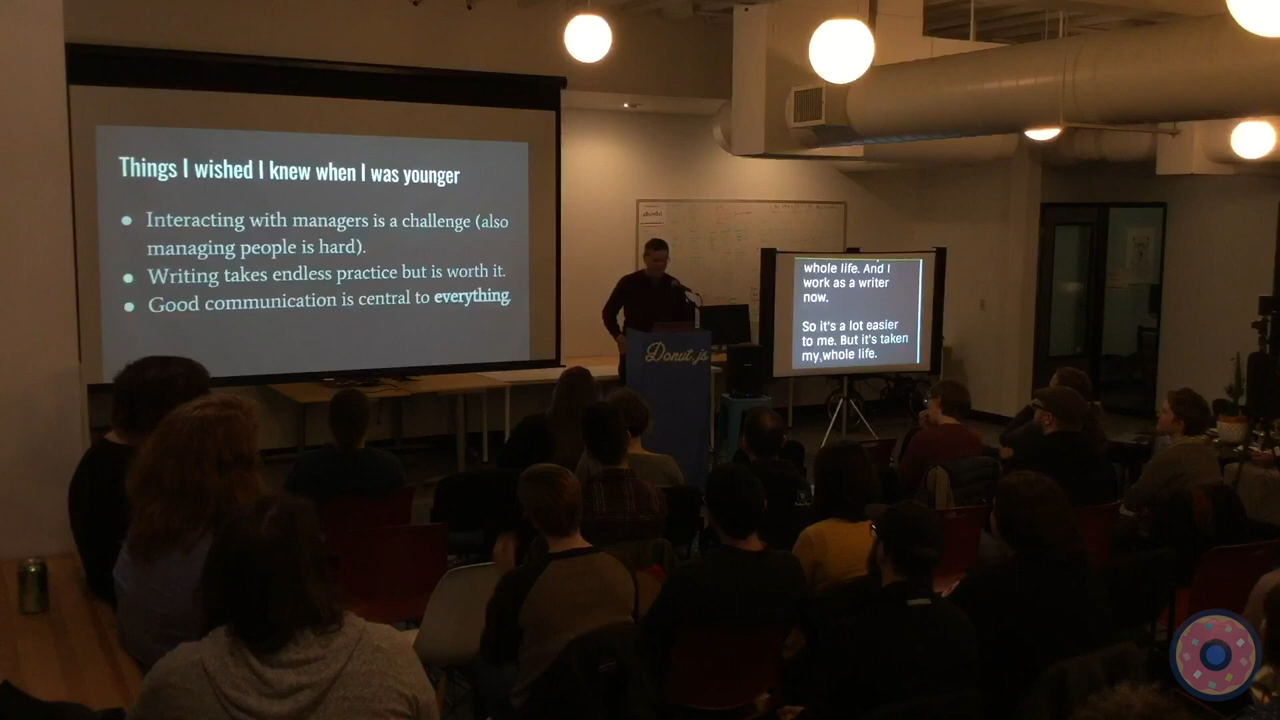 Things I wished I knew when I was younger
● Interacting with managers is a challenge (also
managing people is hard).
● Writing takes endless practice but is worth it.
● Good communication is central to everything.
Donut.js
whole life. And I
work as a writer
now.
So it's a lot easier
to me. But it's taken
my whole life.